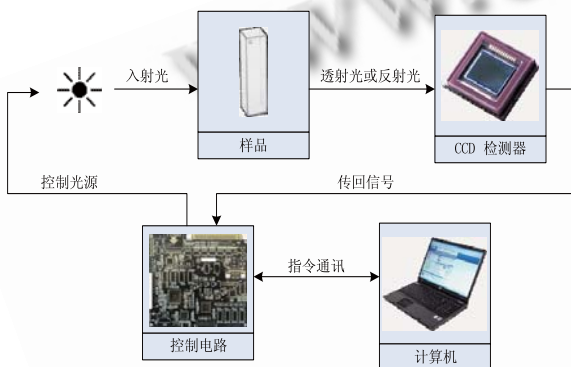 入射光
透射光或反射光
样品
CCD 检测器
控制光源
传回信号
指令通讯
控制电路
计算机